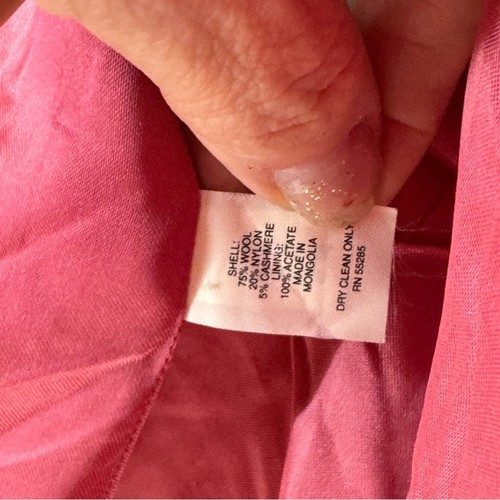 SHELL:
75% WOOL
20% NYLON
5% CASHMERE
LINING:
100% ACETATE
MADE IN
MONGOLIA
DRY CLEAN ONLY
RN 55285